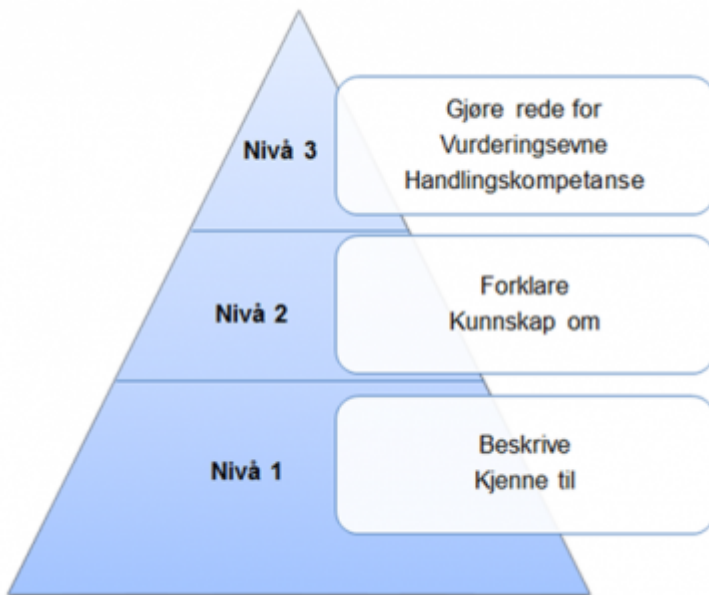 Nivå 3
Gjøre rede for
Vurderingsevne
Handlingskompetanse
Nivå 2
Forklare
Kunnskap om
Nivå 1
Beskrive
Kjenne til